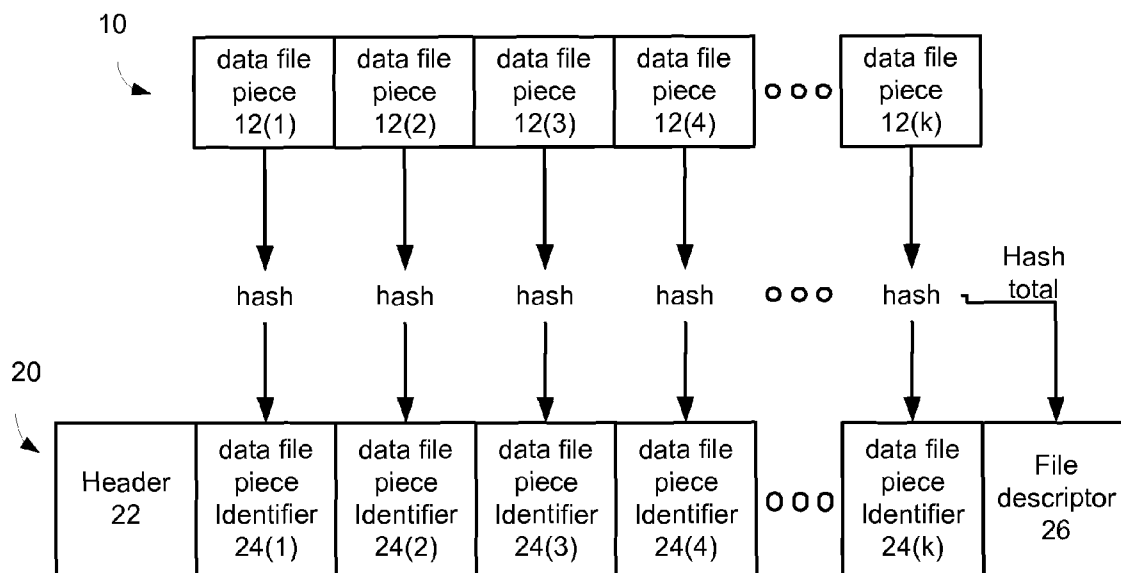 10
data file piece 12(1)
data file piece 12(2)
data file piece 12(3)
data file piece 12(4)
data file piece 12(k)
hash
hash
hash
hash
hash
Hash total
20
Header 22
data file piece Identifier 24(1)
data file piece Identifier 24(2)
data file piece Identifier 24(3)
data file piece Identifier 24(4)
data file piece Identifier 24(k)
File descriptor 26